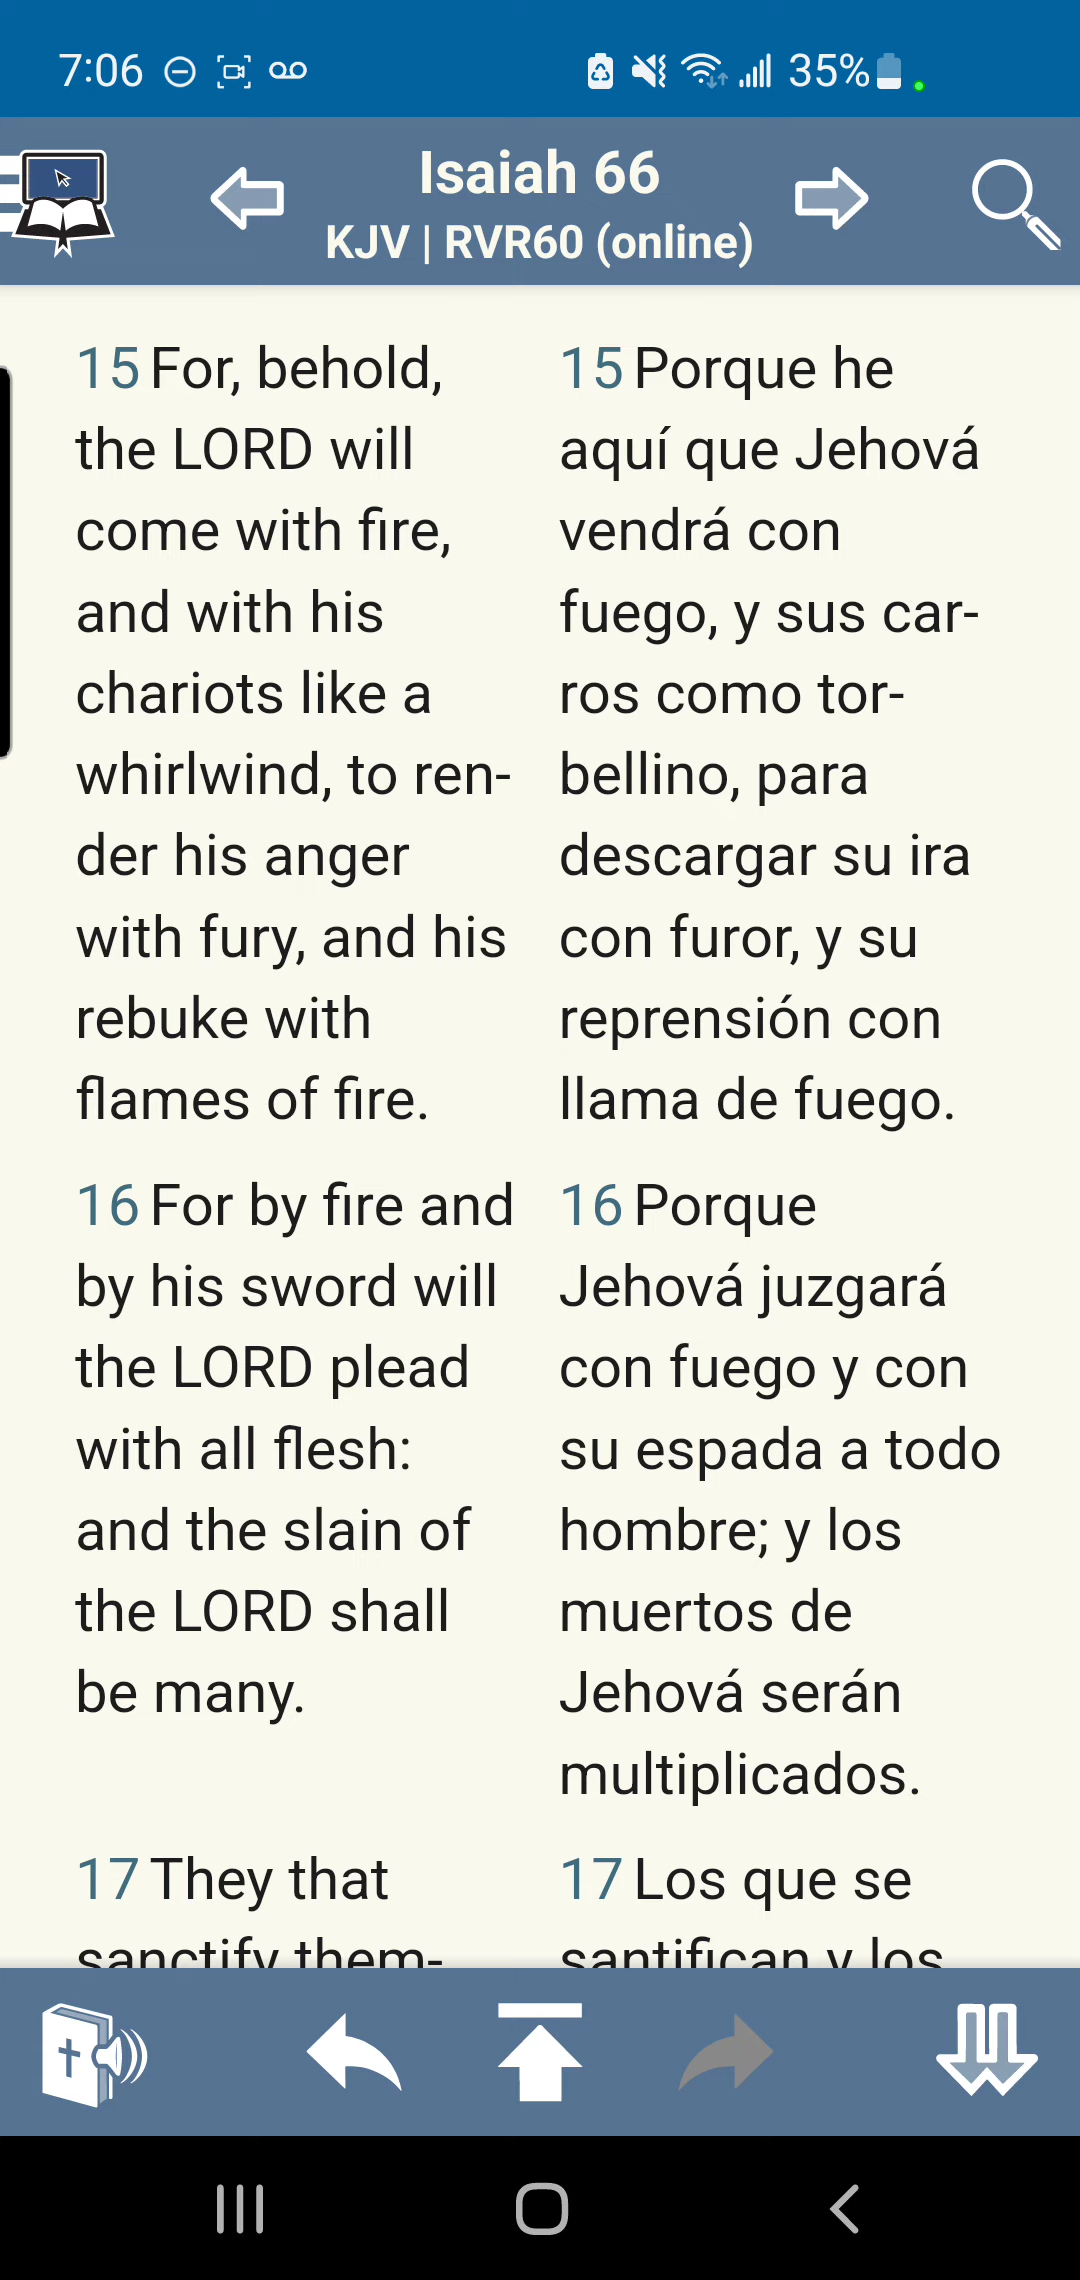 7:06 35%
Isaiah 66
KJV | RVR60 (online)
15 For, behold,
the LORD will
come with fire,
and with his
chariots like a
whirlwind, to ren-
der his anger
with fury, and his
rebuke with
flames of fire.
16 For by fire and
by his sword will
the LORD plead
with all flesh:
and the slain of
the LORD shall
be many.
17 They that
sanctify them-
15 Porque he
aquí que Jehová
vendrá con
fuego, y sus car-
ros como tor-
bellino, para
descargar su ira
con furor, y su
reprensión con
llama de fuego.
16 Porque
Jehová juzgará
con fuego y con
su espada a todo
hombre; y los
muertos de
Jehová serán
multiplicados.
17 Los que se
santifican y los